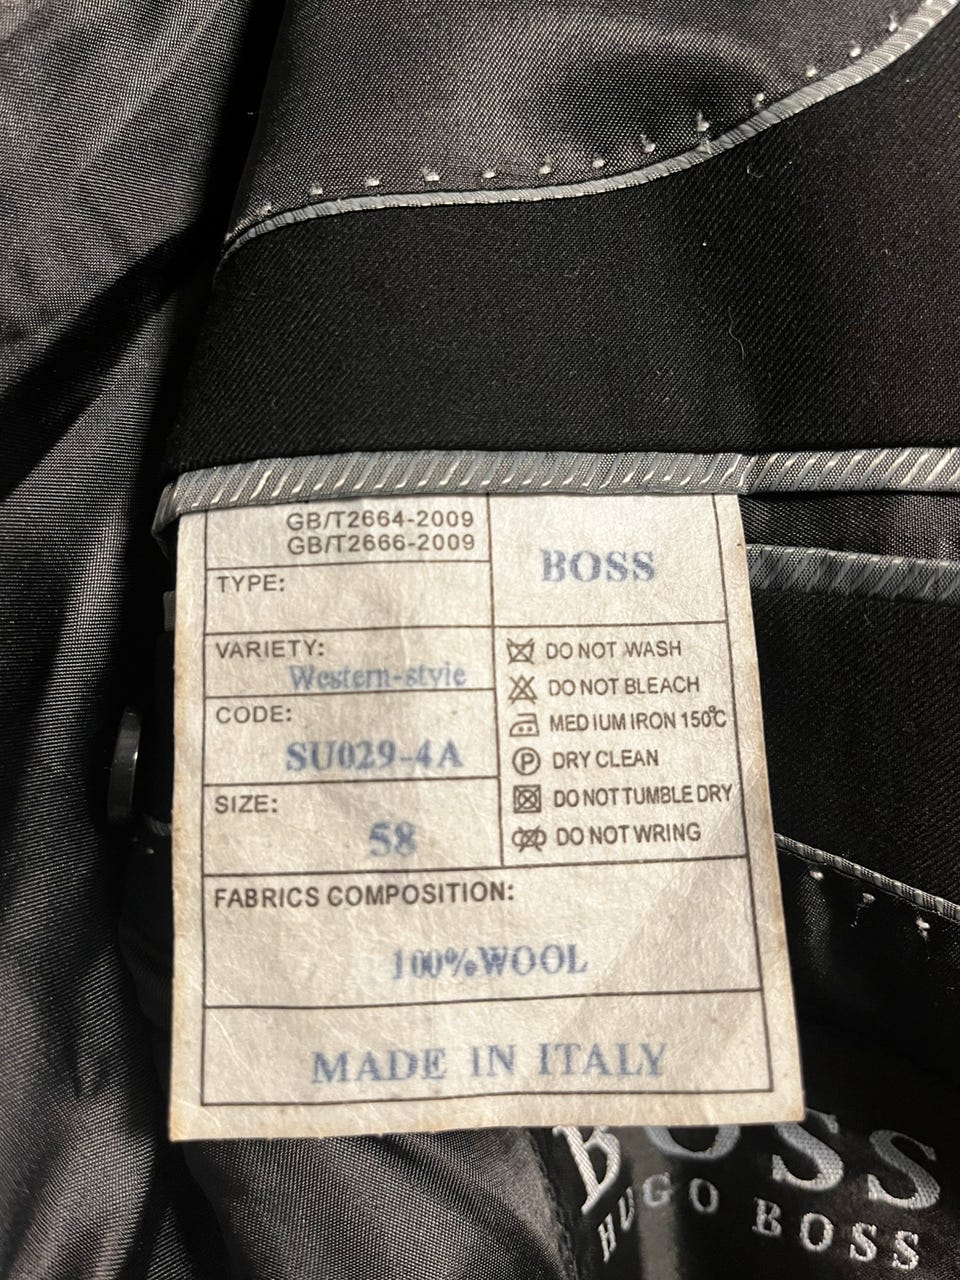 GB/T2664-2009
GB/T2666-2009
BOSS
TYPE:
VARIETY:
Western-style
CODE:
SU029-4A
SIZE:
58
DO NOT WASH
DO NOT BLEACH
MEDIUM IRON 150℃
P DRY CLEAN
DO NOT TUMBLE DRY
DO NOT WRING
FABRICS COMPOSITION:
100%WOOL
MADE IN ITALY
BOSS
HUGO BOSS